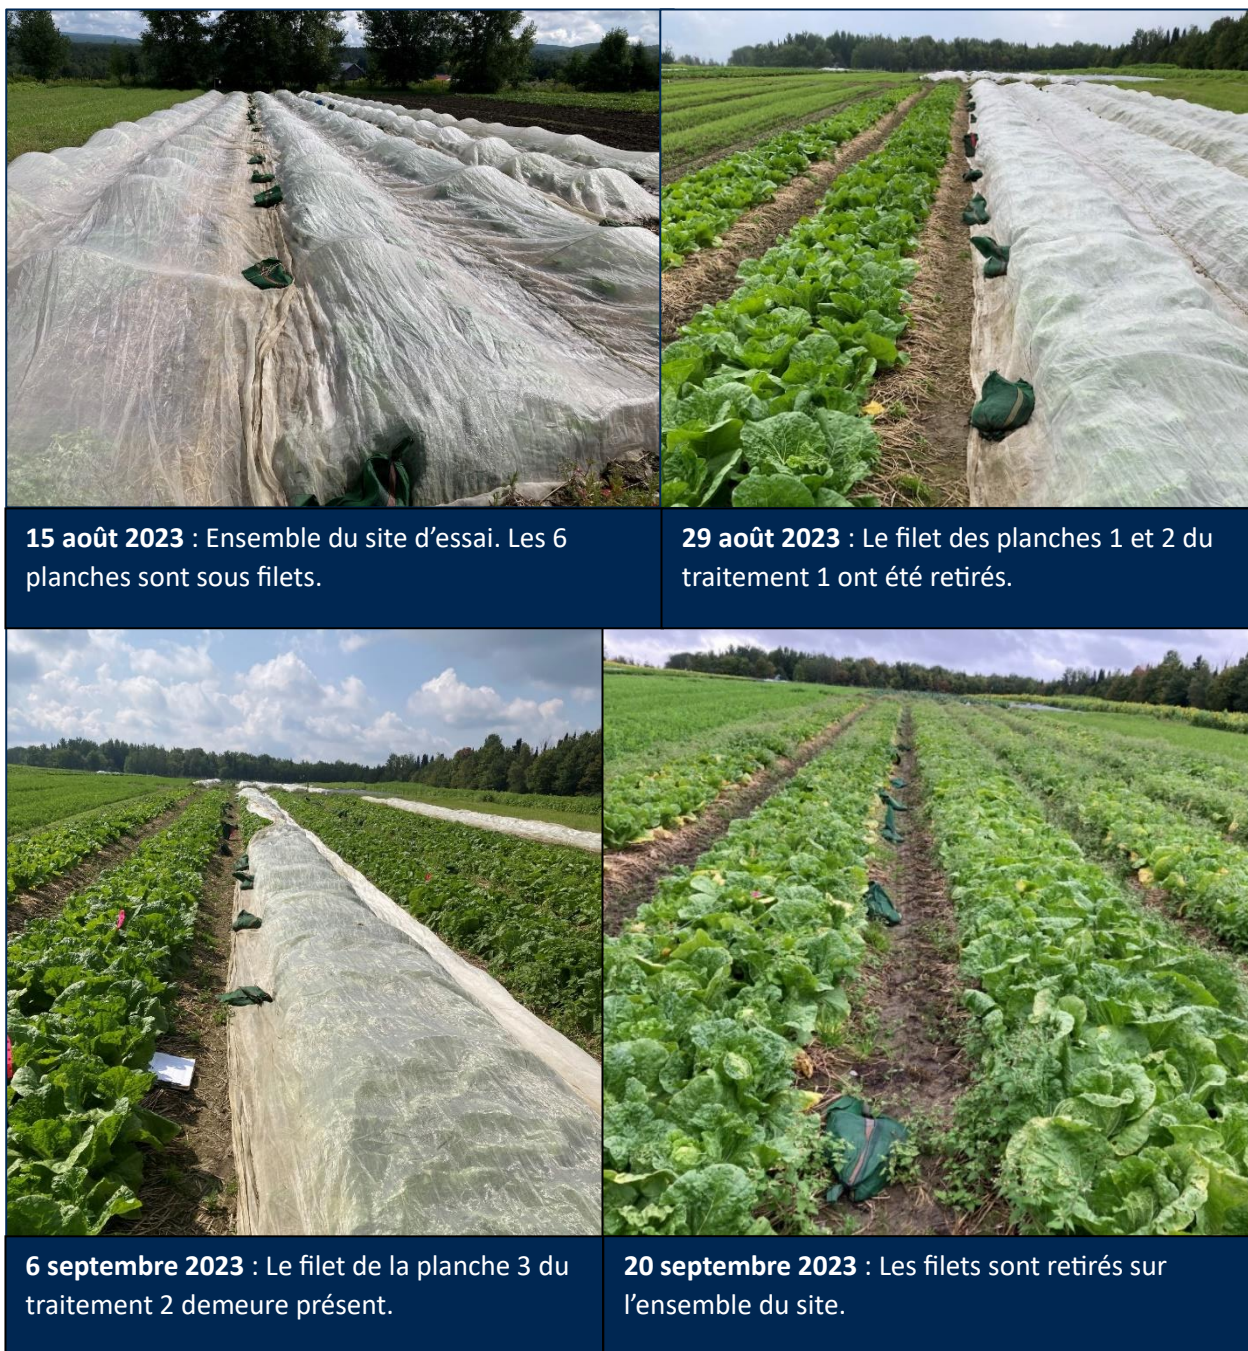 15 août 2023 : Ensemble du site d'essai. Les 6
planches sont sous filets.
29 août 2023 : Le filet des planches 1 et 2 du
traitement 1 ont été retirés.
6 septembre 2023 : Le filet de la planche 3 du
traitement 2 demeure présent.
20 septembre 2023 : Les filets sont retirés sur
l'ensemble du site.